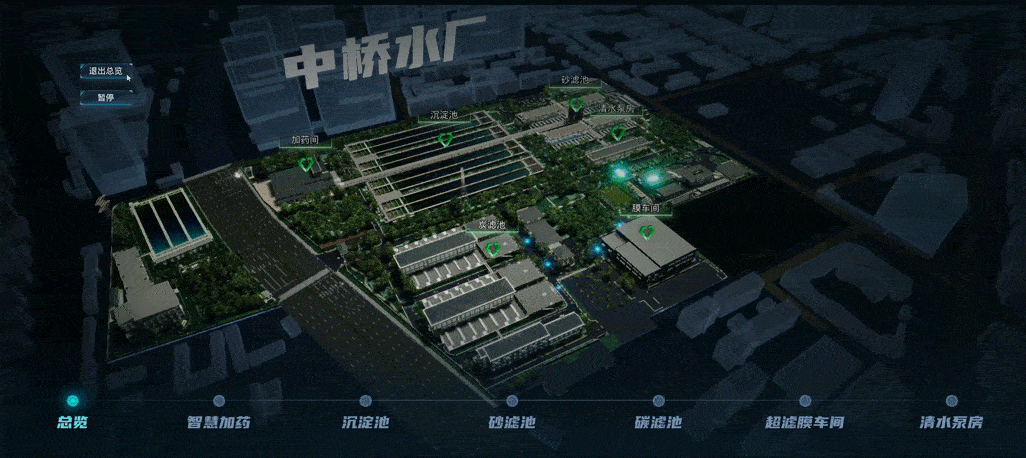 中桥水厂
退出总览
暂停
砂滤池
沉淀池
清水泵房
加药间
膜车间
炭滤池
总览
智慧加药
沉淀池
砂滤池
碳滤池
超滤膜车间
清水泵房